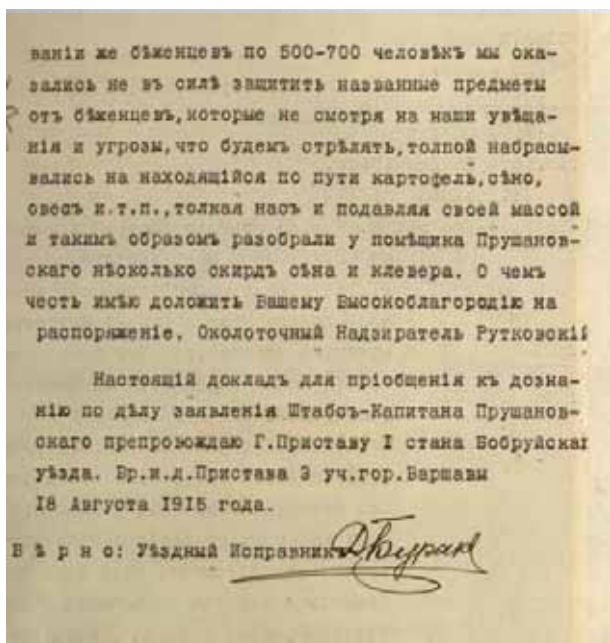 ваніи же бѣженцевъ по 500-700 человѣкъ мы ока-
зались не въ силѣ защитить названные предметы
отъ бѣженцевъ,которые не смотря на наши увѣща-
нія и угрозы,что будемъ стрѣлять,толпой набрасы-
вались на находящійся по пути картофель,сѣно,
овесъ и.т.п.,толкая насъ и подавляя своей массой
и такимъ образомъ разобрали у помѣщика Прушанов-
скаго нѣсколько скирдъ сѣна и клевера. О чемъ
честь имѣю доложить Вашему Высокоблагородію на
распоряженіе. Околоточный Надзиратель Рутковскій
Настоящій докладъ для пріобщенія къ дозна-
нію по дѣлу заявленія Штабсъ-Капитана Прушанов-
скаго препровождаю Г.Приставу I стана Бобруйскаг
уѣзда. Вр.и.д.Пристава 3 уч.гор.Варшавы
18 Августа 1915 года.
В ѣ р н о: Уѣздный Исправникъ